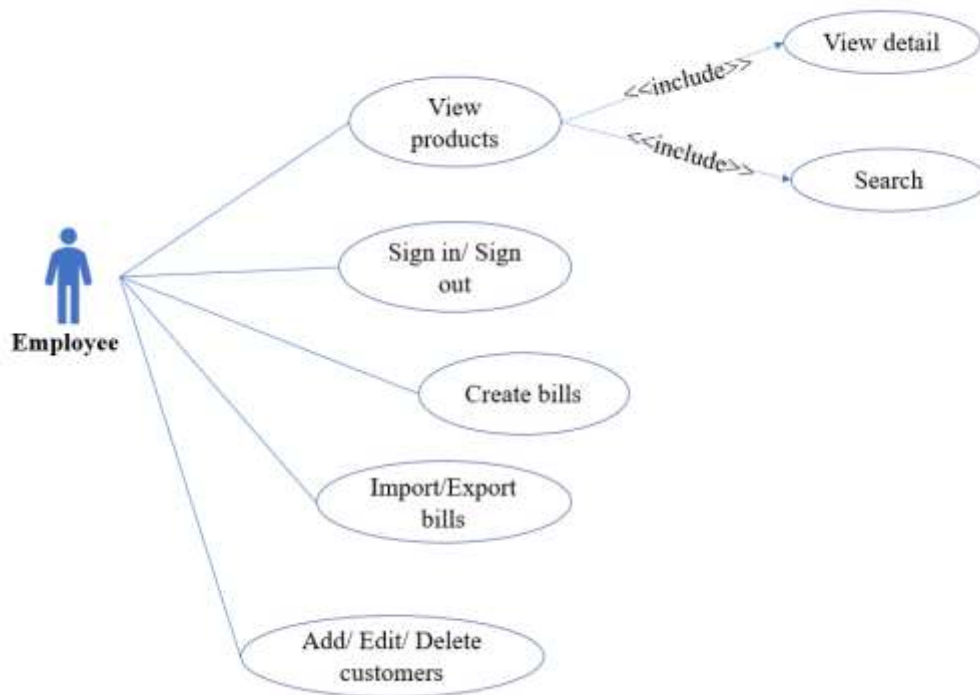 View detail
<<include>>
View
products
<<include>>
Search
Sign in/ Sign
out
Employee
Create bills
Import/Export
bills
Add/ Edit/ Delete
customers